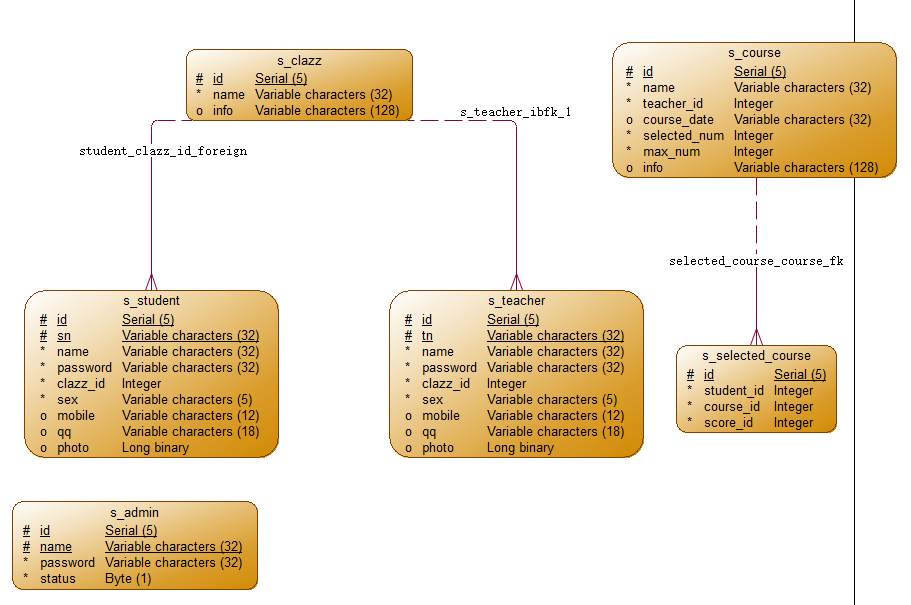 s_clazz
# id Serial (5)
* name Variable characters (32)
o info Variable characters (128)
s_course
# id Serial (5)
* name Variable characters (32)
* teacher_id Integer
o course_date Variable characters (32)
* selected_num Integer
* max_num Integer
o info Variable characters (128)
s_teacher_ibfk_1
student_clazz_id_foreign
selected_course_course_fk
s_student
# id Serial (5)
# sn Variable characters (32)
* name Variable characters (32)
* password Variable characters (32)
* clazz_id Integer
* sex Variable characters (5)
o mobile Variable characters (12)
o qq Variable characters (18)
o photo Long binary
s_teacher
# id Serial (5)
# tn Variable characters (32)
* name Variable characters (32)
* password Variable characters (32)
* clazz_id Integer
* sex Variable characters (5)
o mobile Variable characters (12)
o qq Variable characters (18)
o photo Long binary
s_selected_course
# id Serial (5)
* student_id Integer
* course_id Integer
* score_id Integer
s_admin
# id Serial (5)
# name Variable characters (32)
* password Variable characters (32)
* status Byte (1)